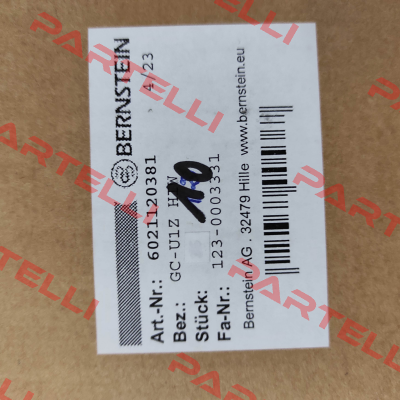 BERNSTEIN
4/23
Art.-Nr.: 6021120381
Bez.: GC-U1Z HW
Stück: 10
Fa-Nr.: 123-0003331
Bernstein AG . 32479 Hille www.bernstein.eu
PARTELLI
PARTELLI
PARTELLI
PARTELLI
PARTELLI